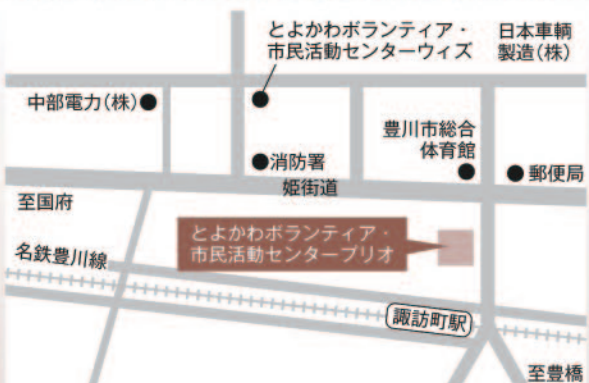 とよかわボランティア・
市民活動センターウィズ
日本車輌
製造(株)
中部電力(株)
豊川市総合
体育館
消防署
郵便局
姫街道
至国府
とよかわボランティア・
市民活動センタープリオ
名鉄豊川線
諏訪町駅
至豊橋